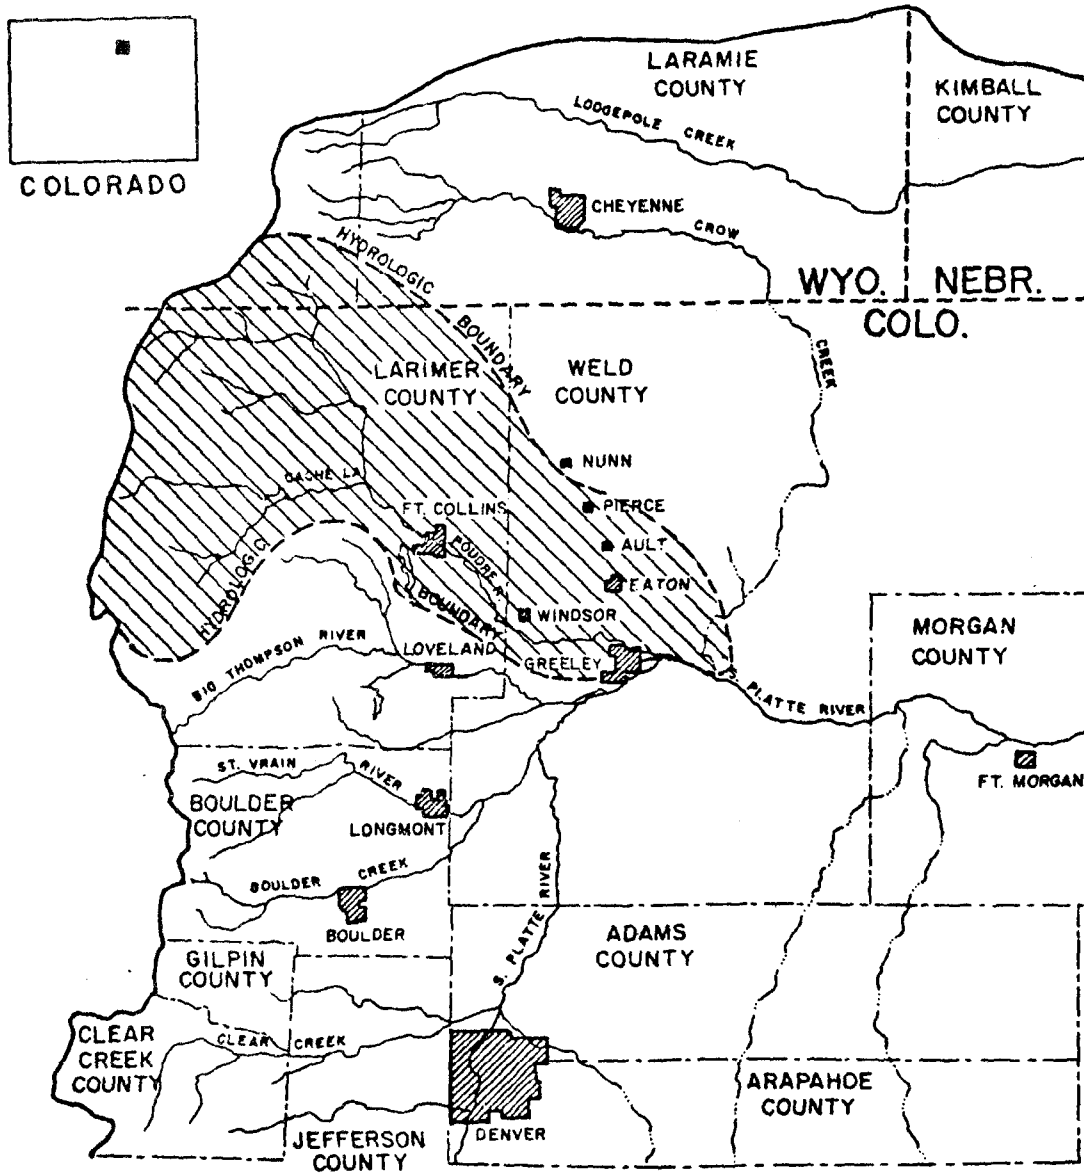 COLORADO
LARAMIE
COUNTY
KIMBALL
COUNTY
LODGEPOLE CREEK
CHEYENNE
CROW
CREEK
HYDROLOGIC
BOUNDARY
WYO. NEBR.
COLO.
LARIMER
COUNTY
WELD
COUNTY
NUNN
PIERCE
AULT
EATON
CACHE LA
POUDRE R.
FT. COLLINS
HYDROLOGIC
BOUNDARY
WINDSOR
GREELEY
LOVELAND
BIG THOMPSON RIVER
MORGAN
COUNTY
PLATTE RIVER
FT. MORGAN
ST. VRAIN
RIVER
BOULDER
COUNTY
LONGMONT
BOULDER CREEK
BOULDER
S. PLATTE RIVER
ADAMS
COUNTY
GILPIN
COUNTY
CLEAR
CREEK
COUNTY
CLEAR CREEK
ARAPAHOE
COUNTY
DENVER
JEFFERSON
COUNTY